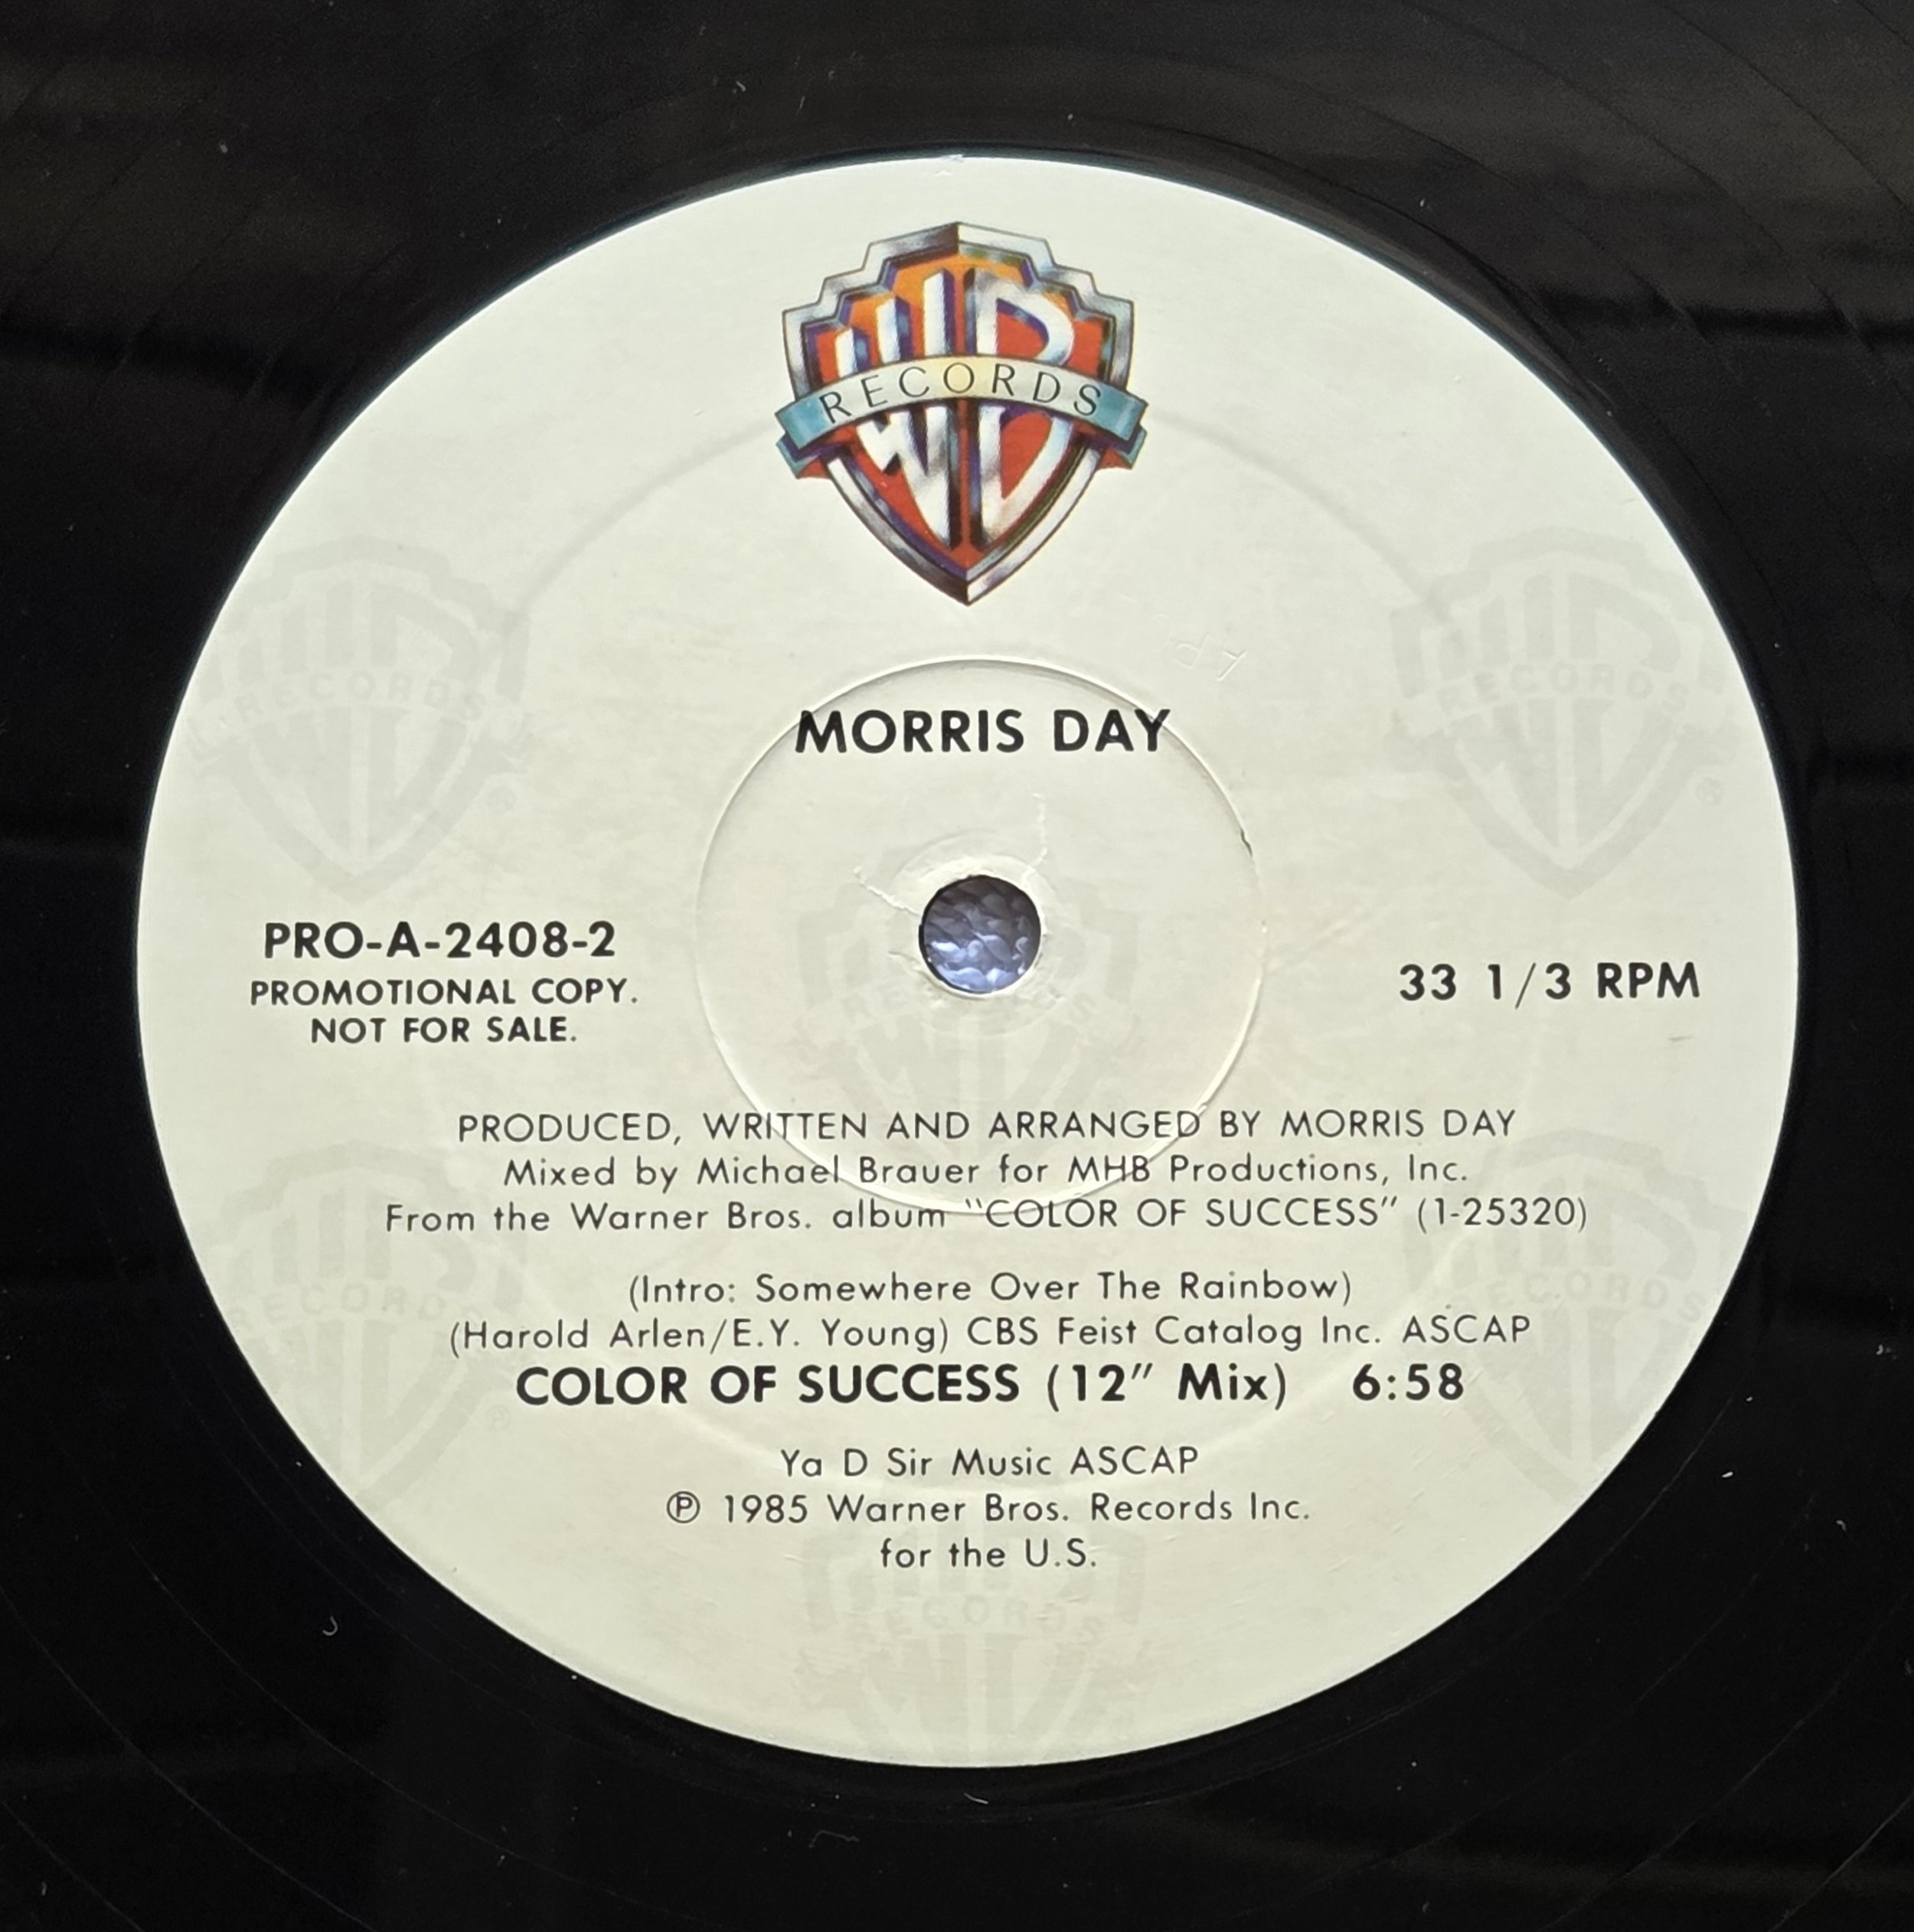 WB
RECORDS
MORRIS DAY
PRO-A-2408-2
PROMOTIONAL COPY.
NOT FOR SALE.
33 1/3 RPM
PRODUCED, WRITTEN AND ARRANGED BY MORRIS DAY
Mixed by Michael Brauer for MHB Productions, Inc.
From the Warner Bros. album "COLOR OF SUCCESS" (1-25320)
(Intro: Somewhere Over The Rainbow)
(Harold Arlen/E.Y. Young) CBS Feist Catalog Inc. ASCAP
COLOR OF SUCCESS (12" Mix) 6:58
Ya D Sir Music ASCAP
℗ 1985 Warner Bros. Records Inc.
for the U.S.